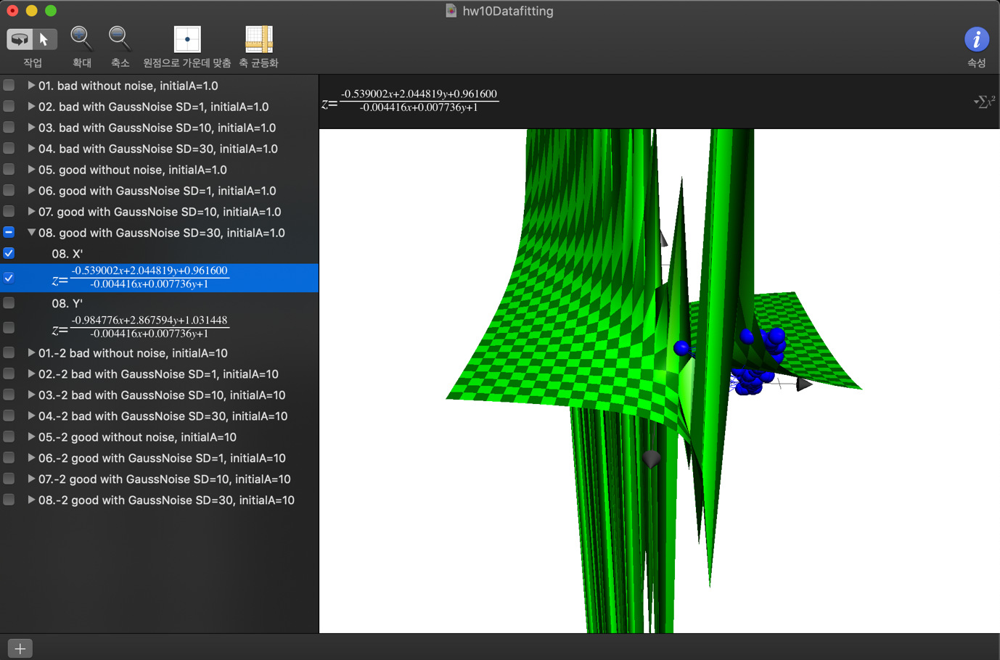 hw10Datafitting
작업
확대
축소
원점으로 가운데 맞춤
축 균등화
속성
01. bad without noise, initialA=1.0
02. bad with GaussNoise SD=1, initialA=1.0
03. bad with GaussNoise SD=10, initialA=1.0
04. bad with GaussNoise SD=30, initialA=1.0
05. good without noise, initialA=1.0
06. good with GaussNoise SD=1, initialA=1.0
07. good with GaussNoise SD=10, initialA=1.0
08. good with GaussNoise SD=30, initialA=1.0
08. X'
z= -0.539002x+2.044819y+0.961600
-0.004416x+0.007736y+1
08. Y'
z= -0.984776x+2.867594y+1.031448
-0.004416x+0.007736y+1
01.-2 bad without noise, initialA=10
02.-2 bad with GaussNoise SD=1, initialA=10
03.-2 bad with GaussNoise SD=10, initialA=10
04.-2 bad with GaussNoise SD=30, initialA=10
05.-2 good without noise, initialA=10
06.-2 good with GaussNoise SD=1, initialA=10
07.-2 good with GaussNoise SD=10, initialA=10
08.-2 good with GaussNoise SD=30, initialA=10
z= -0.539002x+2.044819y+0.961600
-0.004416x+0.007736y+1
∑x²